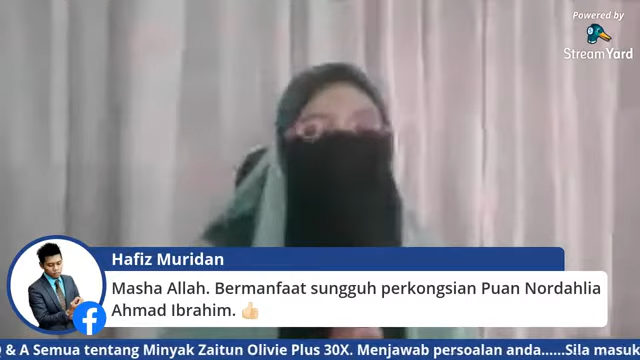 Powered by
StreamYard
Hafiz Muridan
Masha Allah. Bermanfaat sungguh perkongsian Puan Nordahlia
Ahmad Ibrahim. 👍🏻
& A Semua tentang Minyak Zaitun Olivie Plus 30X. Menjawab persoalan anda......Sila masuk